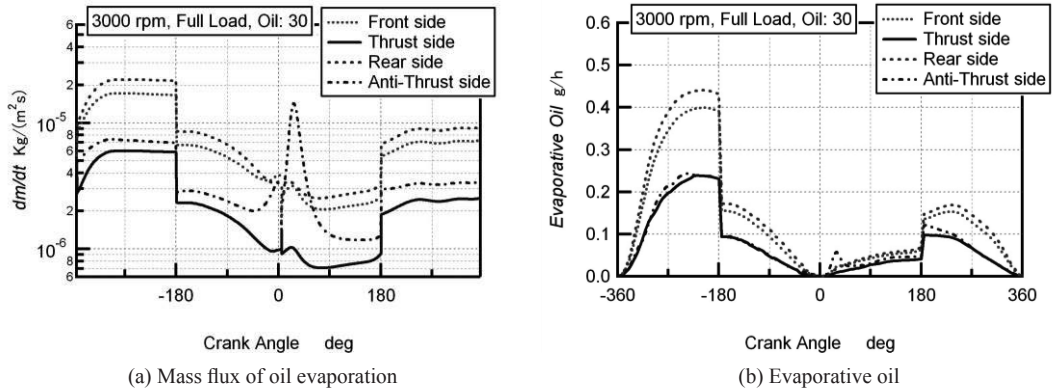 3000 rpm, Full Load, Oil: 30
Front side
Thrust side
Rear side
Anti-Thrust side
dm/dt Kg/(m²s)
6
4
2
10⁻⁵
8
6
4
2
10⁻⁶
8
6
-180
0
180
Crank Angle deg
(a) Mass flux of oil evaporation
3000 rpm, Full Load, Oil: 30
Front side
Thrust side
Rear side
Anti-Thrust side
Evaporative Oil g/h
0.6
0.5
0.4
0.3
0.2
0.1
0.0
-360
-180
0
180
360
Crank Angle deg
(b) Evaporative oil